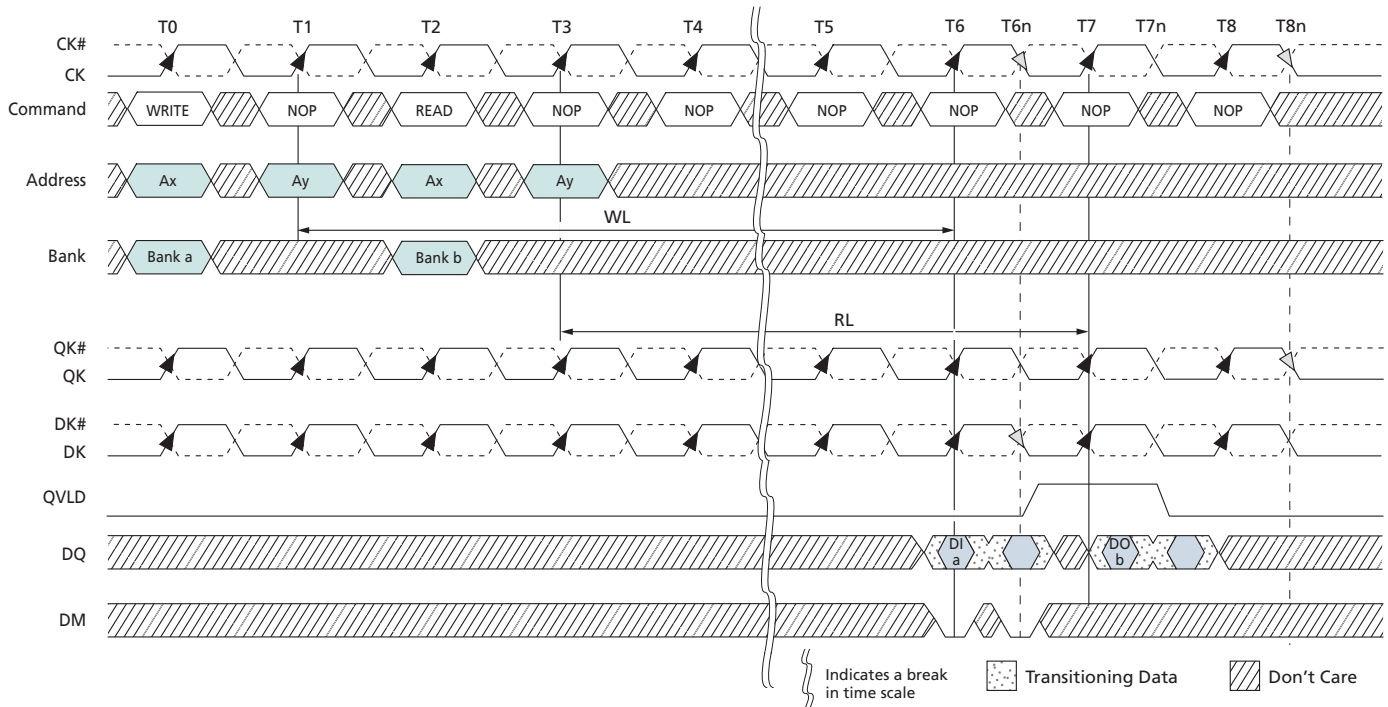 T0 T1 T2 T3 T4 T5 T6 T6n T7 T7n T8 T8n
CK#
CK
Command WRITE NOP READ NOP NOP NOP NOP NOP NOP
Address Ax Ay Ax Ay
WL
Bank Bank a Bank b
RL
QK#
QK
DK#
DK
QVLD
DQ DI a DO b
DM
Indicates a break in time scale
Transitioning Data
Don't Care